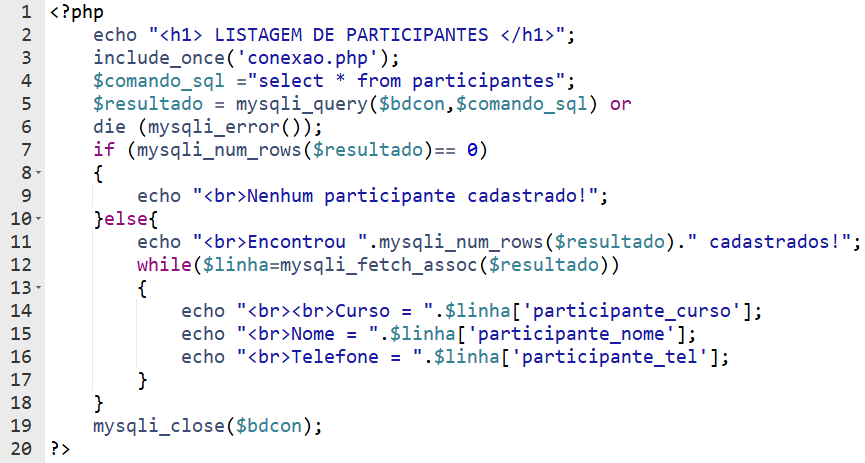 1 <?php
2 echo "<h1> LISTAGEM DE PARTICIPANTES </h1>";
3 include_once('conexao.php');
4 $comando_sql ="select * from participantes";
5 $resultado = mysqli_query($bdcon,$comando_sql) or
6 die (mysqli_error());
7 if (mysqli_num_rows($resultado)== 0)
8 {
9 echo "<br>Nenhum participante cadastrado!";
10 }else{
11 echo "<br>Encontrou ".mysqli_num_rows($resultado)." cadastrados!";
12 while($linha=mysqli_fetch_assoc($resultado))
13 {
14 echo "<br><br>Curso = ".$linha['participante_curso'];
15 echo "<br>Nome = ".$linha['participante_nome'];
16 echo "<br>Telefone = ".$linha['participante_tel'];
17 }
18 }
19 mysqli_close($bdcon);
20 ?>